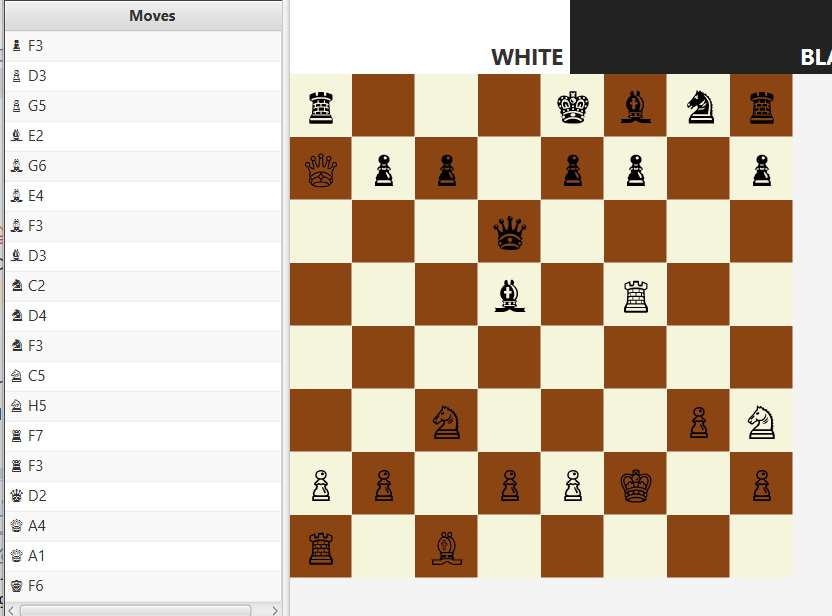 Moves
F3
D3
G5
E2
G6
E4
F3
D3
C2
D4
F3
C5
H5
F7
F3
D2
A4
A1
F6
WHITE
BLA